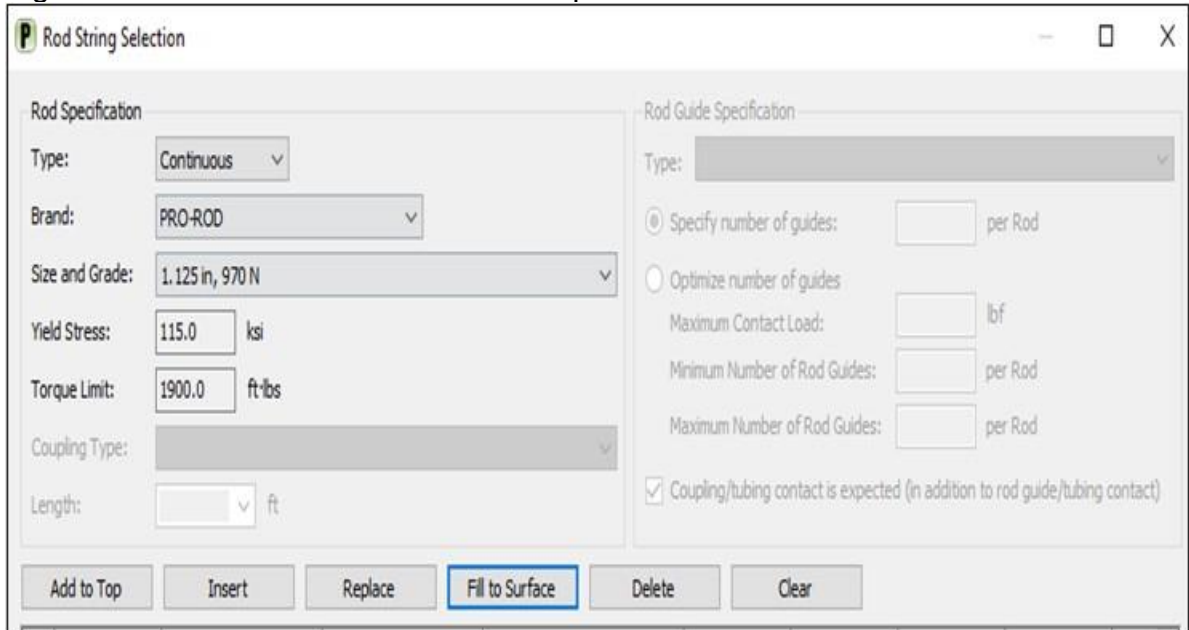 P Rod String Selection
Rod Specification
Type: Continuous
Brand: PRO-ROD
Size and Grade: 1.125 in, 970 N
Yield Stress: 115.0 ksi
Torque Limit: 1900.0 ft·lbs
Coupling Type:
Length: ft
Rod Guide Specification
Type:
Specify number of guides: per Rod
Optimize number of guides
Maximum Contact Load: lbf
Minimum Number of Rod Guides: per Rod
Maximum Number of Rod Guides: per Rod
Coupling/tubing contact is expected (in addition to rod guide/tubing contact)
Add to Top Insert Replace Fill to Surface Delete Clear